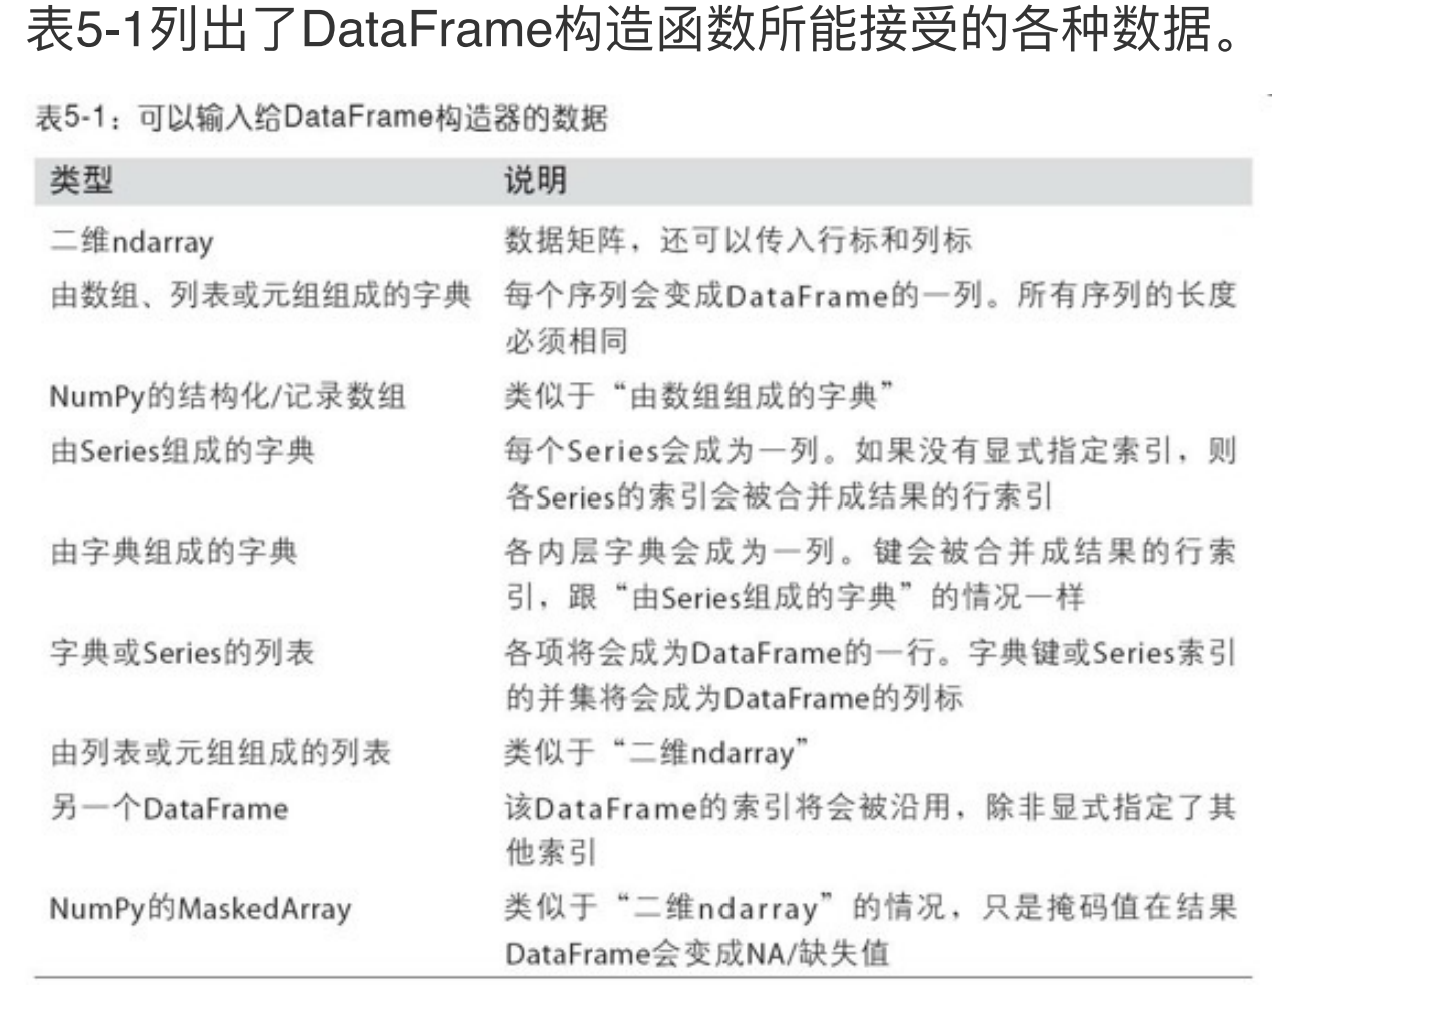 表5-1列出了DataFrame构造函数所能接受的各种数据。
表5-1：可以输入给DataFrame构造器的数据
类型 说明
二维ndarray 数据矩阵，还可以传入行标和列标
由数组、列表或元组组成的字典 每个序列会变成DataFrame的一列。所有序列的长度
必须相同
NumPy的结构化/记录数组 类似于“由数组组成的字典”
由Series组成的字典 每个Series会成为一列。如果没有显式指定索引，则
各Series的索引会被合并成结果的行索引
由字典组成的字典 各内层字典会成为一列。键会被合并成结果的行索
引，跟“由Series组成的字典”的情况一样
字典或Series的列表 各项将会成为DataFrame的一行。字典键或Series索引
的并集将会成为DataFrame的列标
由列表或元组组成的列表 类似于“二维ndarray”
另一个DataFrame 该DataFrame的索引将会被沿用，除非显式指定了其
他索引
NumPy的MaskedArray 类似于“二维ndarray”的情况，只是掩码值在结果
DataFrame会变成NA/缺失值